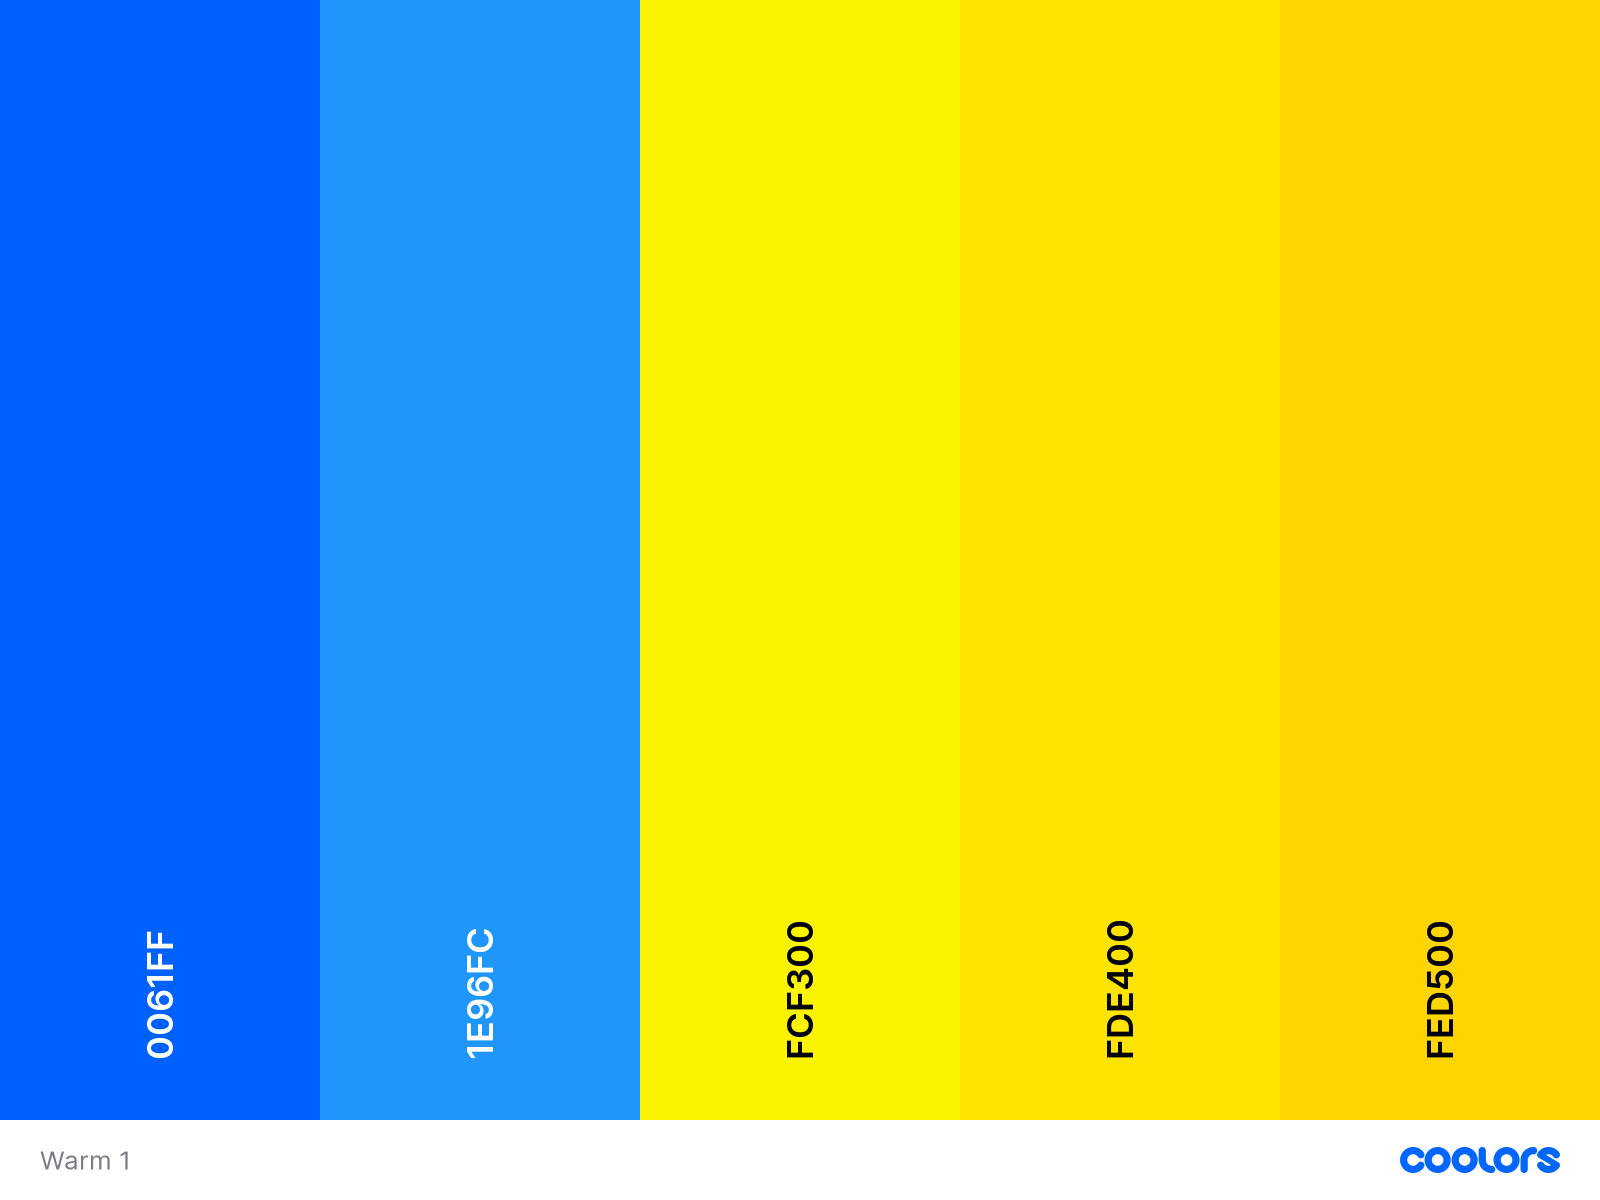 0061FF
1E96FC
FCF300
FDE400
FED500
Warm 1
coolors